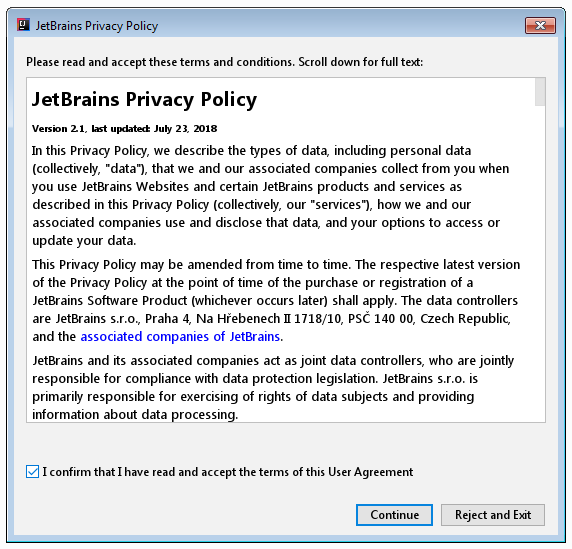 JetBrains Privacy Policy
Please read and accept these terms and conditions. Scroll down for full text:
JetBrains Privacy Policy
Version 2.1, last updated: July 23, 2018
In this Privacy Policy, we describe the types of data, including personal data
(collectively, "data"), that we and our associated companies collect from you when
you use JetBrains Websites and certain JetBrains products and services as
described in this Privacy Policy (collectively, our "services"), how we and our
associated companies use and disclose that data, and your options to access or
update your data.
This Privacy Policy may be amended from time to time. The respective latest version
of the Privacy Policy at the point of time of the purchase or registration of a
JetBrains Software Product (whichever occurs later) shall apply. The data controllers
are JetBrains s.r.o., Praha 4, Na Hřebenech II 1718/10, PSČ 140 00, Czech Republic,
and the associated companies of JetBrains.
JetBrains and its associated companies act as joint data controllers, who are jointly
responsible for compliance with data protection legislation. JetBrains s.r.o. is
primarily responsible for exercising of rights of data subjects and providing
information about data processing.
I confirm that I have read and accept the terms of this User Agreement
Continue
Reject and Exit